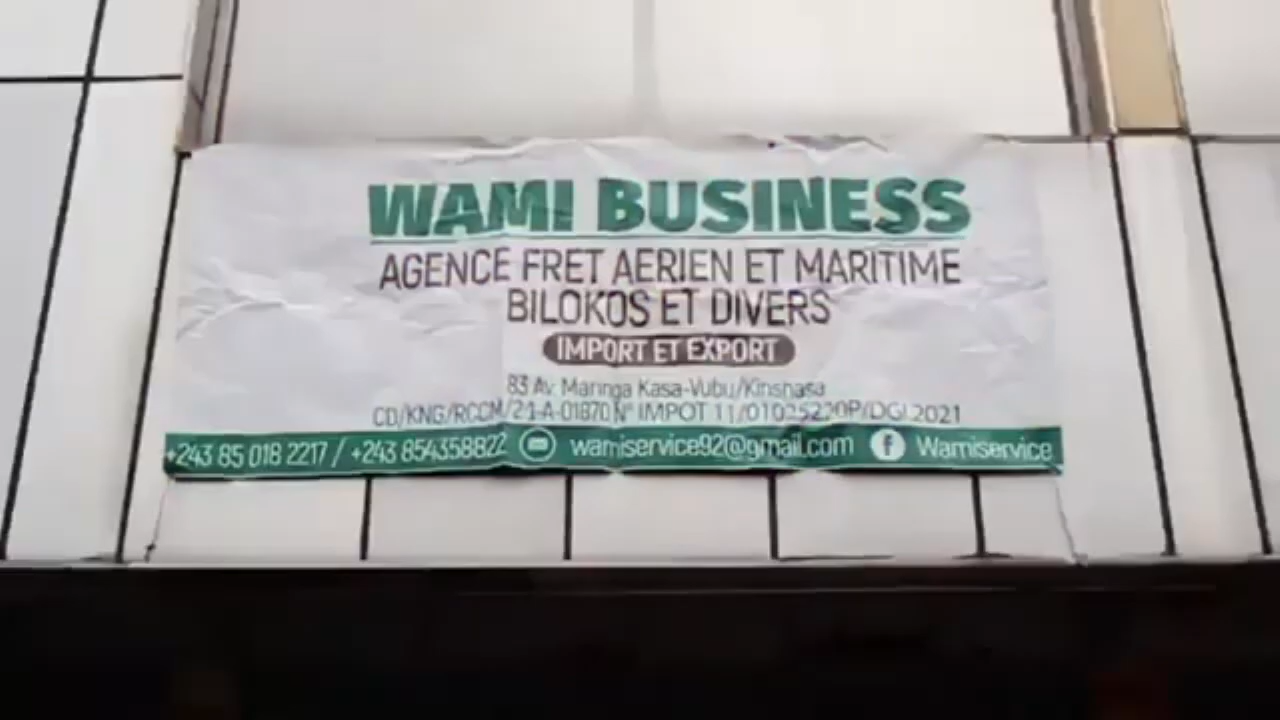 WAMI BUSINESS
AGENCE FRET AERIEN ET MARITIME
BILOKOS ET DIVERS
IMPORT ET EXPORT
83 Av. Maringa Kasa-Vubu/Kinshasa
CD/KNG/RCCM/21-A-01870 N° IMPOT 11/01025220P/DGI.2021
+243 85 018 2217 / +243 854358822 wamiservice92@gmail.com f Wamiservice